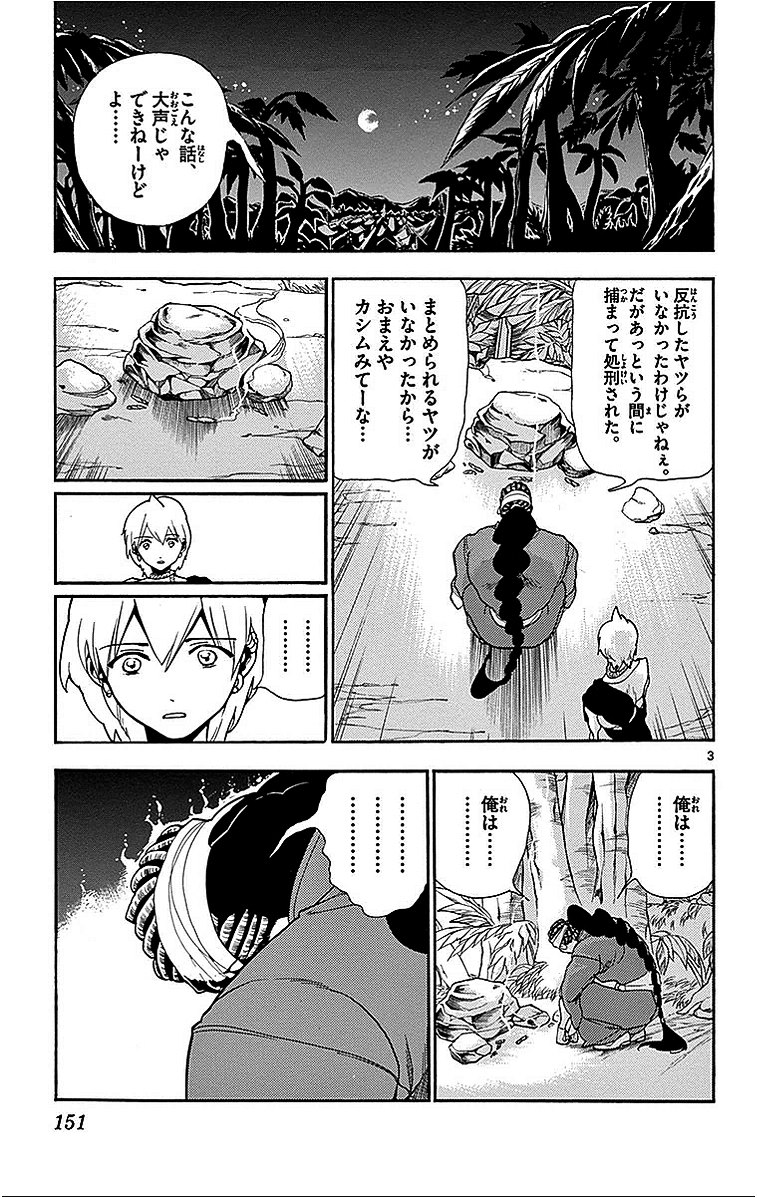 こんな話、
大声じゃ
できねーけど
よ……
反抗したヤツらが
いなかったわけじゃねぇ。
だがあっという間に
捕まって処刑された。
まとめられるヤツが
いなかったから…
おまえや
カシムみてーな…
………
………
3
俺は………
俺は…………
…………
…………
151